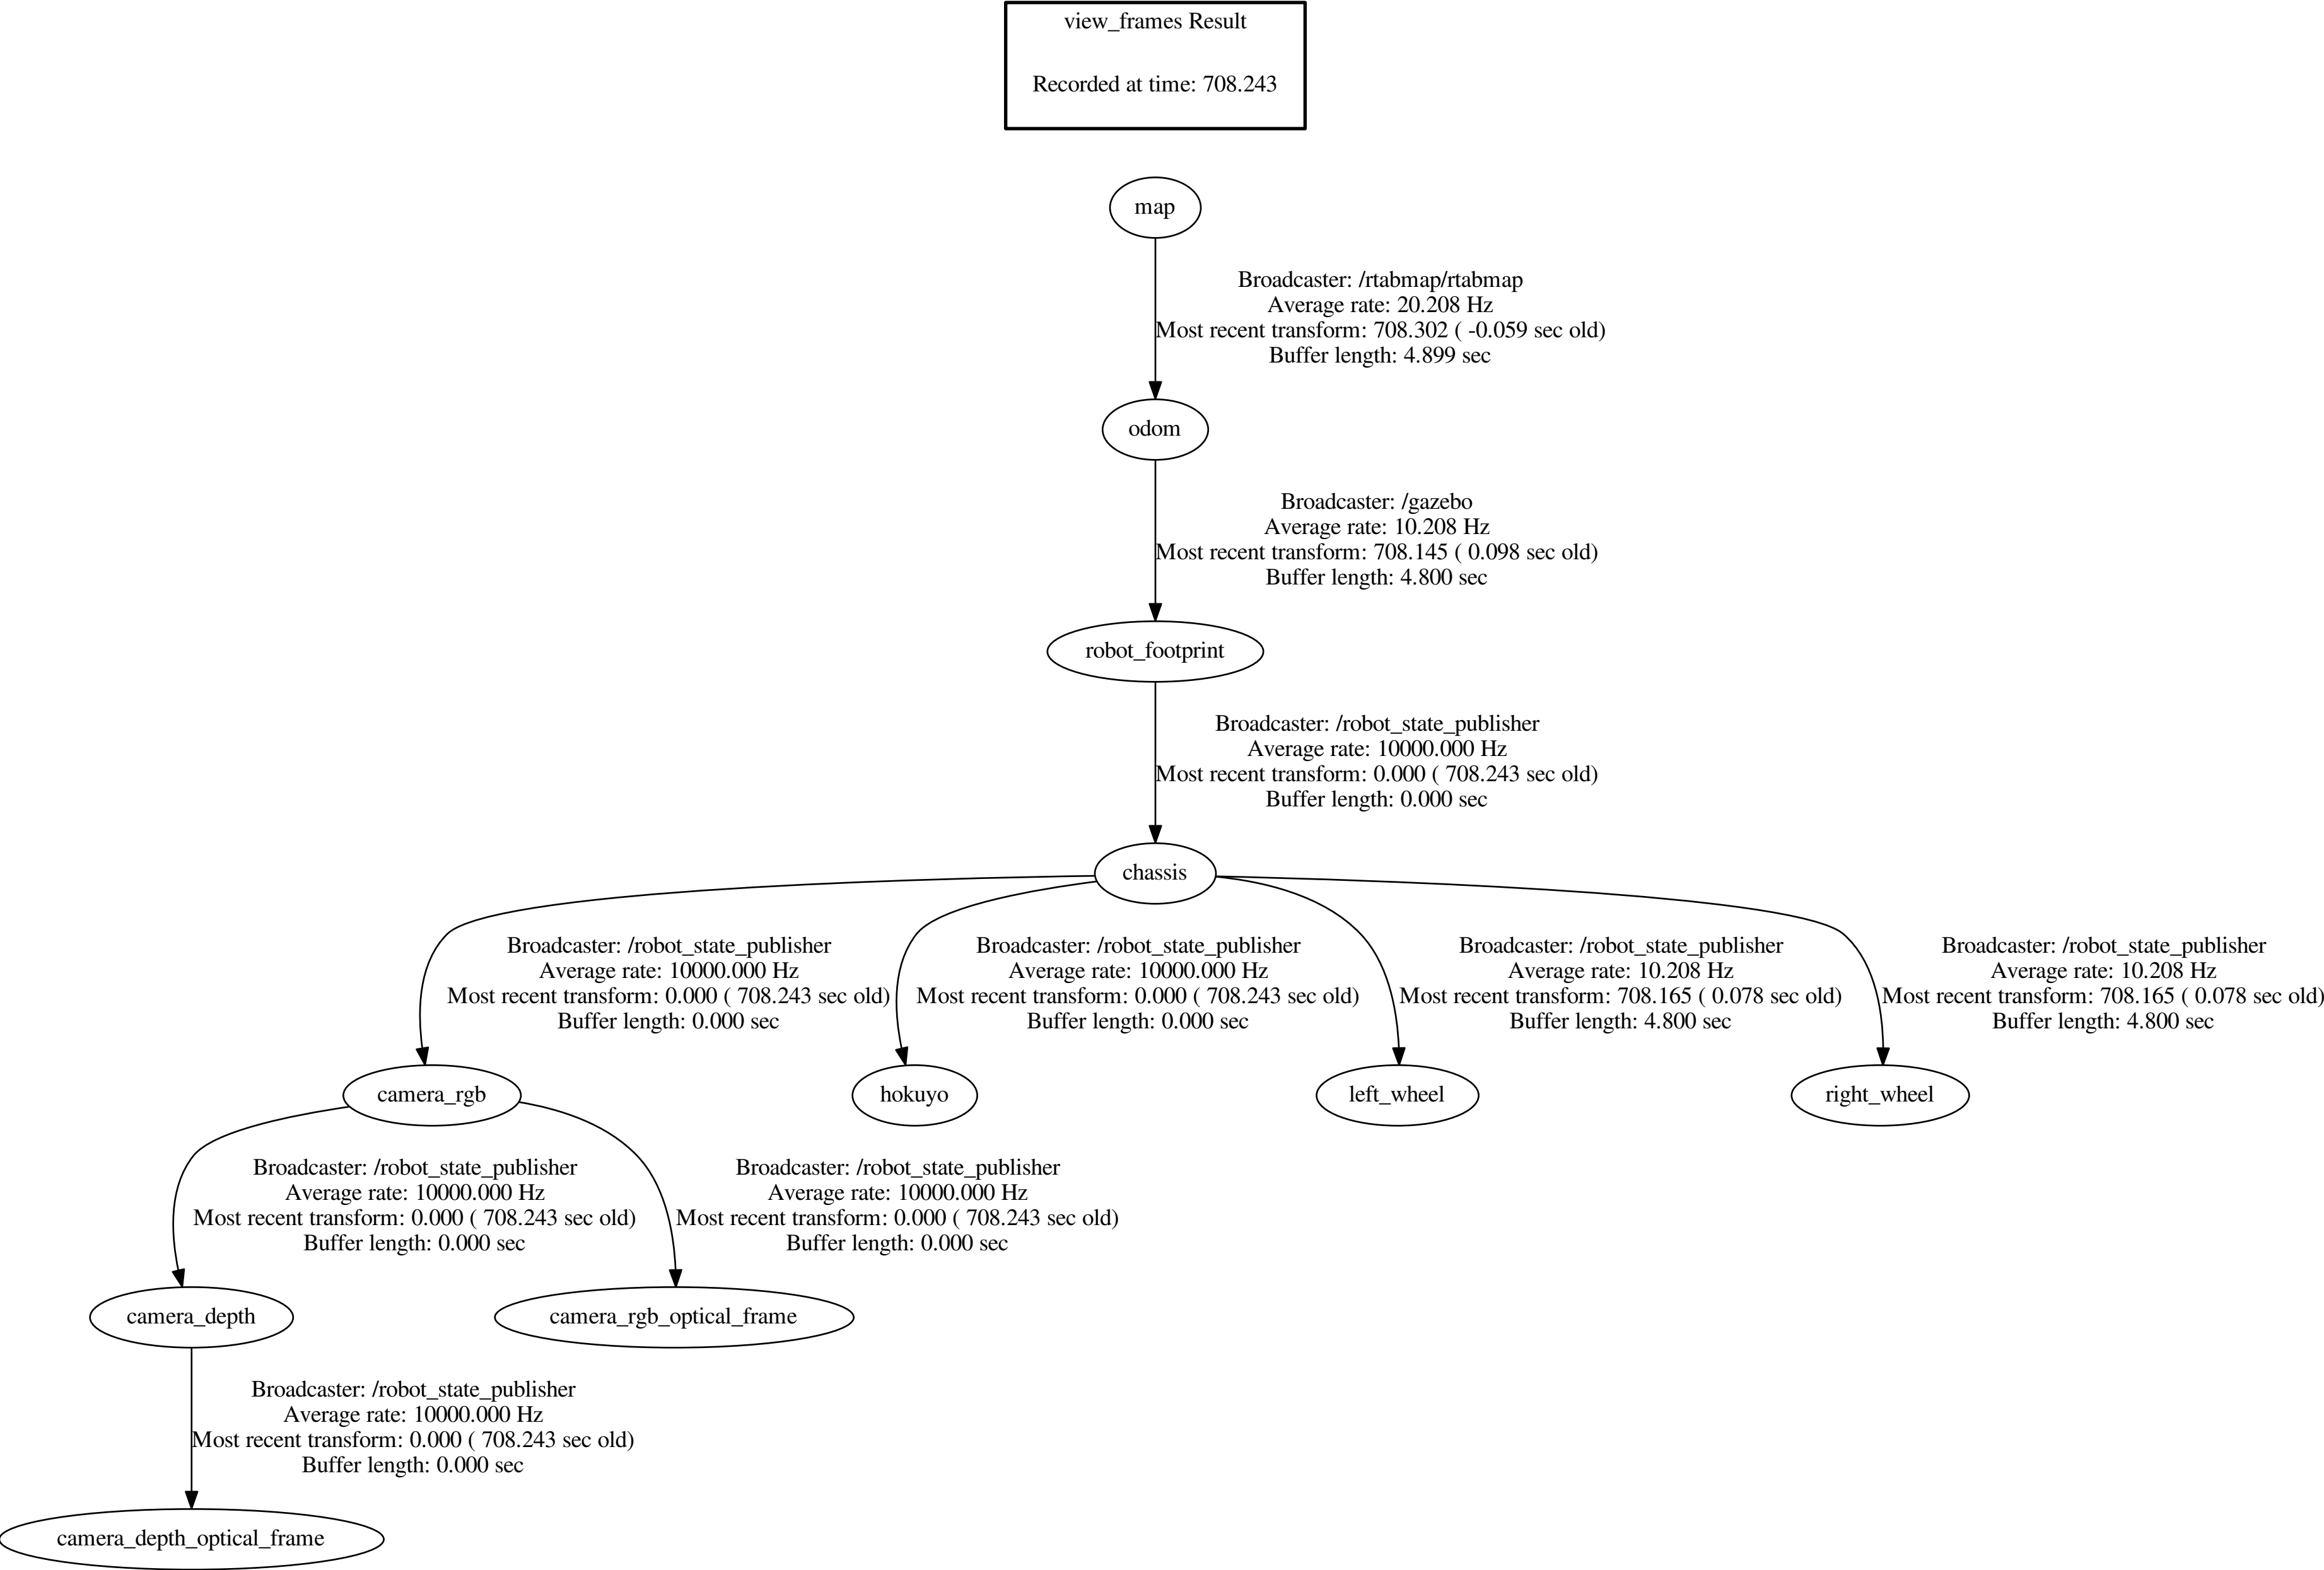 view_frames Result
Recorded at time: 708.243
map
Broadcaster: /rtabmap/rtabmap
Average rate: 20.208 Hz
Most recent transform: 708.302 ( -0.059 sec old)
Buffer length: 4.899 sec
odom
Broadcaster: /gazebo
Average rate: 10.208 Hz
Most recent transform: 708.145 ( 0.098 sec old)
Buffer length: 4.800 sec
robot_footprint
Broadcaster: /robot_state_publisher
Average rate: 10000.000 Hz
Most recent transform: 0.000 ( 708.243 sec old)
Buffer length: 0.000 sec
chassis
Broadcaster: /robot_state_publisher
Average rate: 10000.000 Hz
Most recent transform: 0.000 ( 708.243 sec old)
Buffer length: 0.000 sec
Broadcaster: /robot_state_publisher
Average rate: 10000.000 Hz
Most recent transform: 0.000 ( 708.243 sec old)
Buffer length: 0.000 sec
Broadcaster: /robot_state_publisher
Average rate: 10.208 Hz
Most recent transform: 708.165 ( 0.078 sec old)
Buffer length: 4.800 sec
Broadcaster: /robot_state_publisher
Average rate: 10.208 Hz
Most recent transform: 708.165 ( 0.078 sec old)
Buffer length: 4.800 sec
camera_rgb
hokuyo
left_wheel
right_wheel
Broadcaster: /robot_state_publisher
Average rate: 10000.000 Hz
Most recent transform: 0.000 ( 708.243 sec old)
Buffer length: 0.000 sec
Broadcaster: /robot_state_publisher
Average rate: 10000.000 Hz
Most recent transform: 0.000 ( 708.243 sec old)
Buffer length: 0.000 sec
camera_depth
camera_rgb_optical_frame
Broadcaster: /robot_state_publisher
Average rate: 10000.000 Hz
Most recent transform: 0.000 ( 708.243 sec old)
Buffer length: 0.000 sec
camera_depth_optical_frame